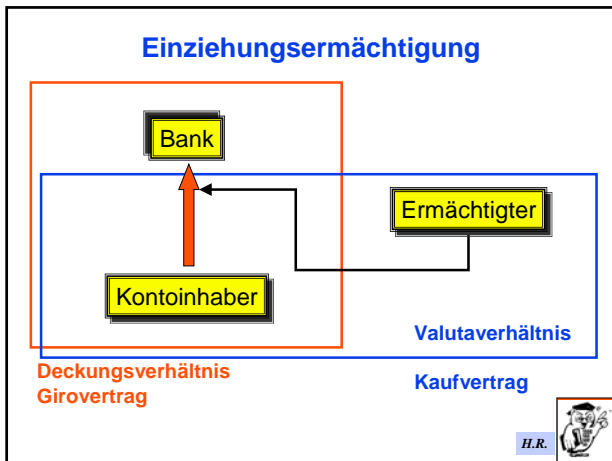 Einziehungsermächtigung
Bank
Ermächtigter
Kontoinhaber
Valutaverhältnis
Deckungsverhältnis
Girovertrag
Kaufvertrag
H.R.